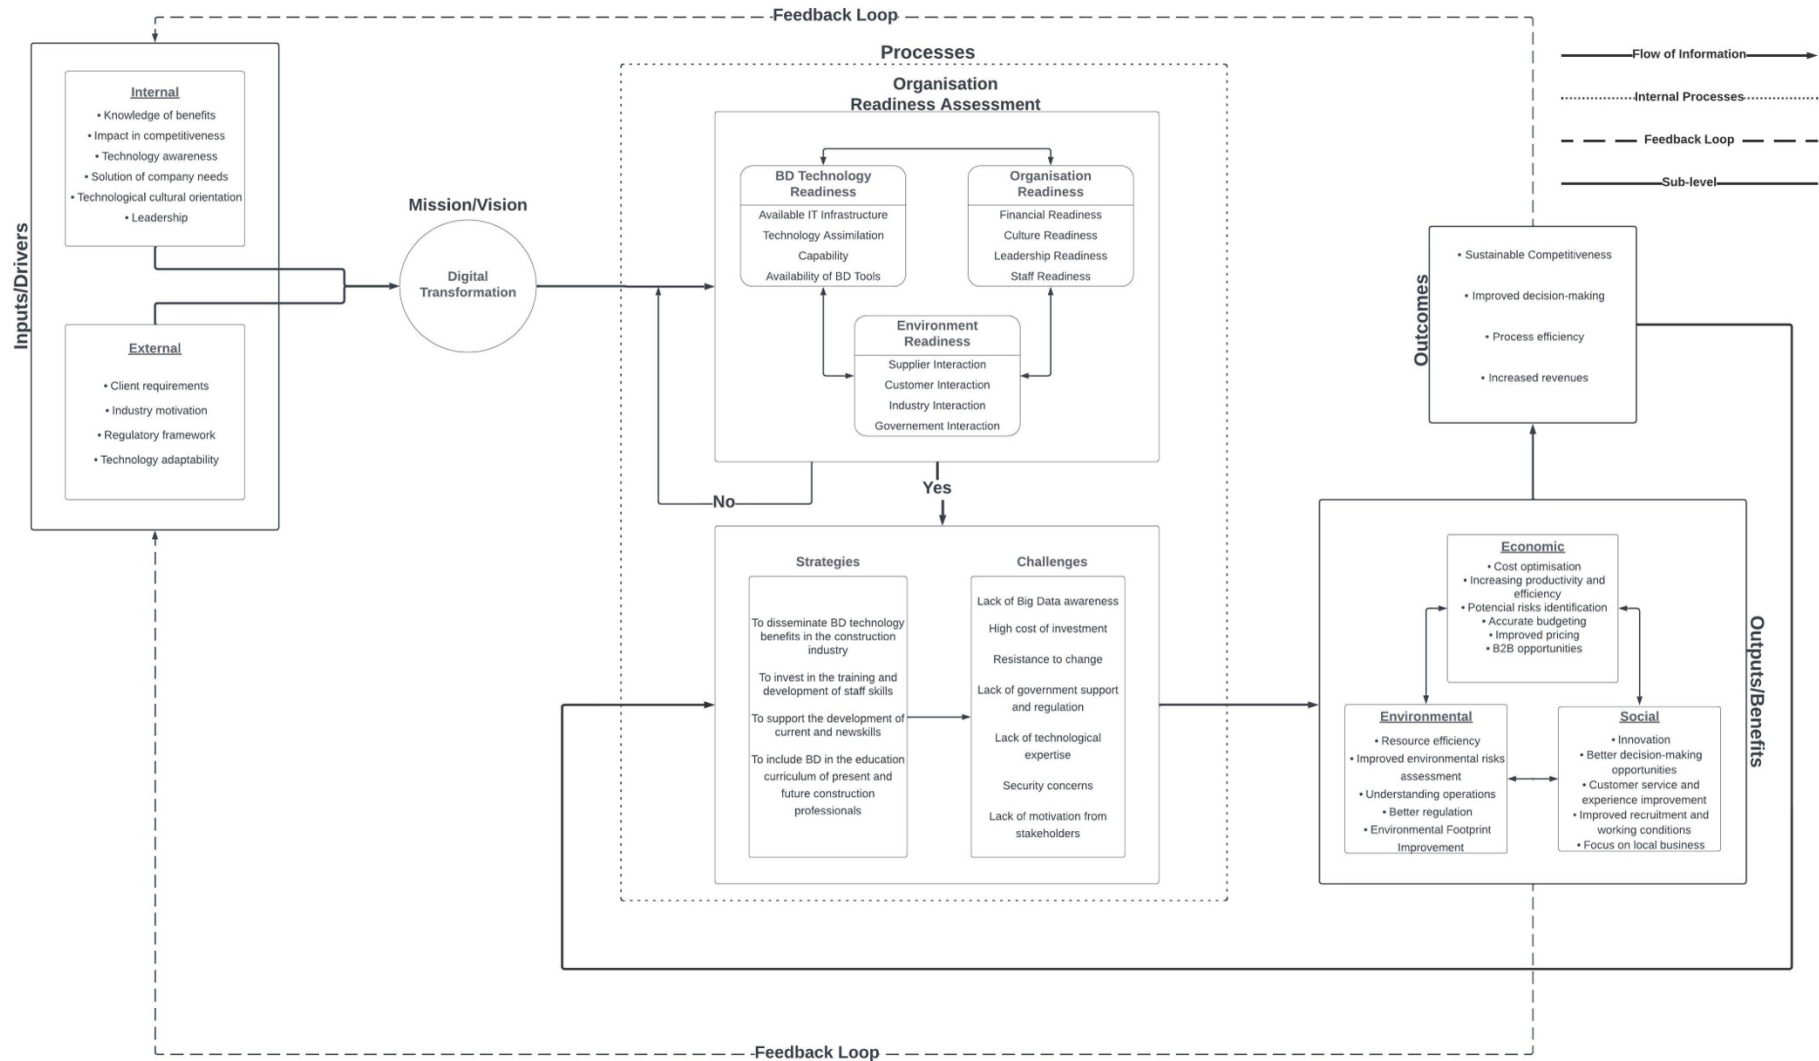 Feedback Loop
Processes
Organisation
Readiness Assessment
Flow of Information
Internal Processes
Feedback Loop
Sub-level
Inputs/Drivers
Internal
• Knowledge of benefits
• Impact in competitiveness
• Technology awareness
• Solution of company needs
• Technological cultural orientation
• Leadership
External
• Client requirements
• Industry motivation
• Regulatory framework
• Technology adaptability
Mission/Vision
Digital
Transformation
BD Technology
Readiness
Available IT Infrastructure
Technology Assimilation
Capability
Availability of BD Tools
Organisation
Readiness
Financial Readiness
Culture Readiness
Leadership Readiness
Staff Readiness
Environment
Readiness
Supplier Interaction
Customer Interaction
Industry Interaction
Governement Interaction
No
Yes
Strategies
To disseminate BD technology
benefits in the construction
industry
To invest in the training and
development of staff skills
To support the development of
current and newskills
To include BD in the education
curriculum of present and
future construction
professionals
Challenges
Lack of Big Data awareness
High cost of investment
Resistance to change
Lack of government support
and regulation
Lack of technological
expertise
Security concerns
Lack of motivation from
stakeholders
Outcomes
• Sustainable Competitiveness
• Improved decision-making
• Process efficiency
• Increased revenues
Outputs/Benefits
Economic
• Cost optimisation
• Increasing productivity and
efficiency
• Potencial risks identification
• Accurate budgeting
• Improved pricing
• B2B opportunities
Environmental
• Resource efficiency
• Improved environmental risks
assessment
• Understanding operations
• Better regulation
• Environmental Footprint
Improvement
Social
• Innovation
• Better decision-making
opportunities
• Customer service and
experience improvement
• Improved recruitment and
working conditions
• Focus on local business
Feedback Loop